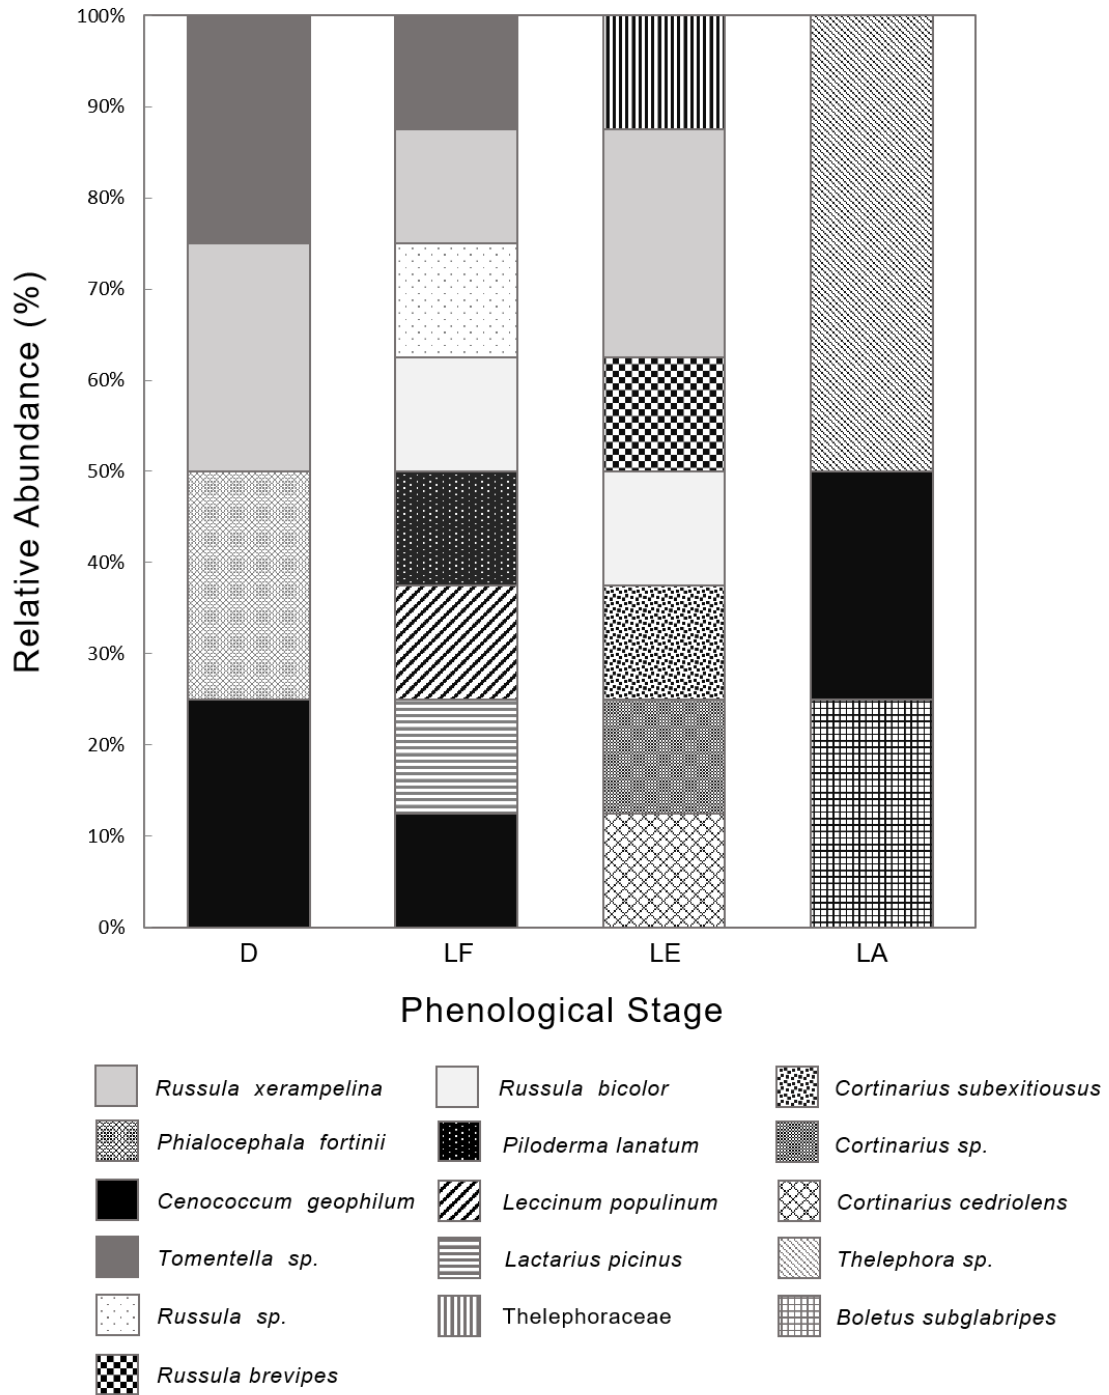 100%
90%
80%
70%
60%
50%
40%
30%
20%
10%
0%
Relative Abundance (%)
D LF LE LA
Phenological Stage
Russula xerampelina
Russula bicolor
Cortinarius subexitiousus
Phialocephala fortinii
Piloderma lanatum
Cortinarius sp.
Cenococcum geophilum
Leccinum populinum
Cortinarius cedriolens
Tomentella sp.
Lactarius picinus
Thelephora sp.
Russula sp.
Thelephoraceae
Boletus subglabripes
Russula brevipes